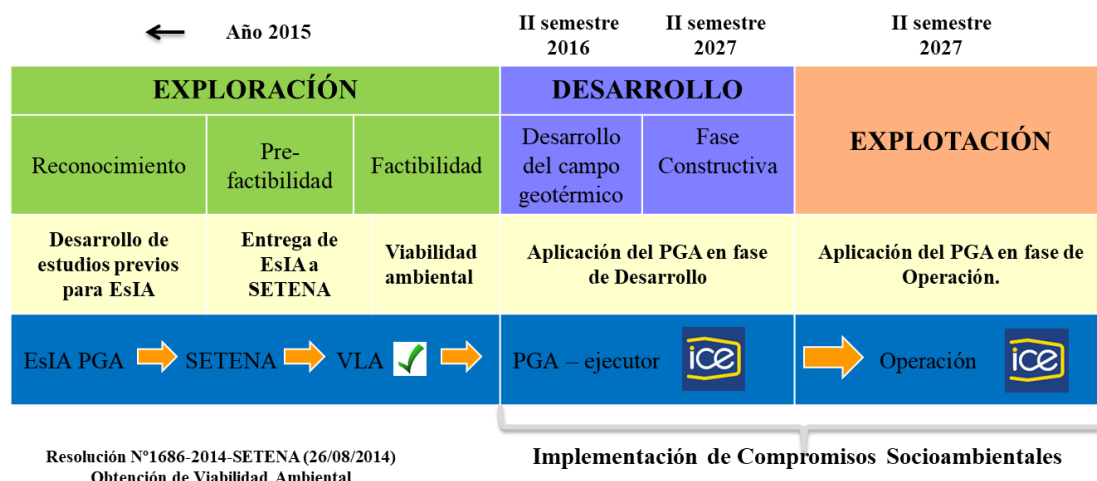 Año 2015
II semestre
2016
II semestre
2027
II semestre
2027
EXPLORACÍÓN
DESARROLLO
EXPLOTACIÓN
Reconocimiento
Pre-
factibilidad
Factibilidad
Desarrollo
del campo
geotérmico
Fase
Constructiva
Desarrollo de
estudios previos
para EsIA
Entrega de
EsIA a
SETENA
Viabilidad
ambiental
Aplicación del PGA en fase
de Desarrollo
Aplicación del PGA en fase de
Operación.
EsIA PGA
SETENA
VLA
PGA – ejecutor
ice
Operación
ice
Resolución Nº1686-2014-SETENA (26/08/2014)
Obtención de Viabilidad Ambiental
Implementación de Compromisos Socioambientales